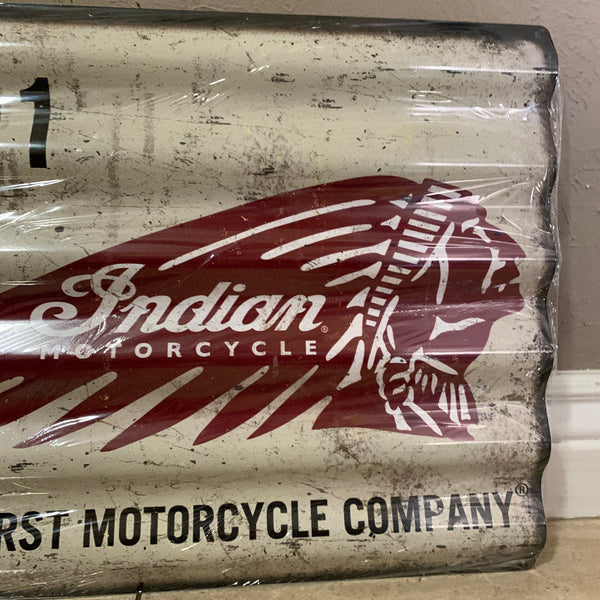 1
Indian®
MOTORCYCLE
RST MOTORCYCLE COMPANY®